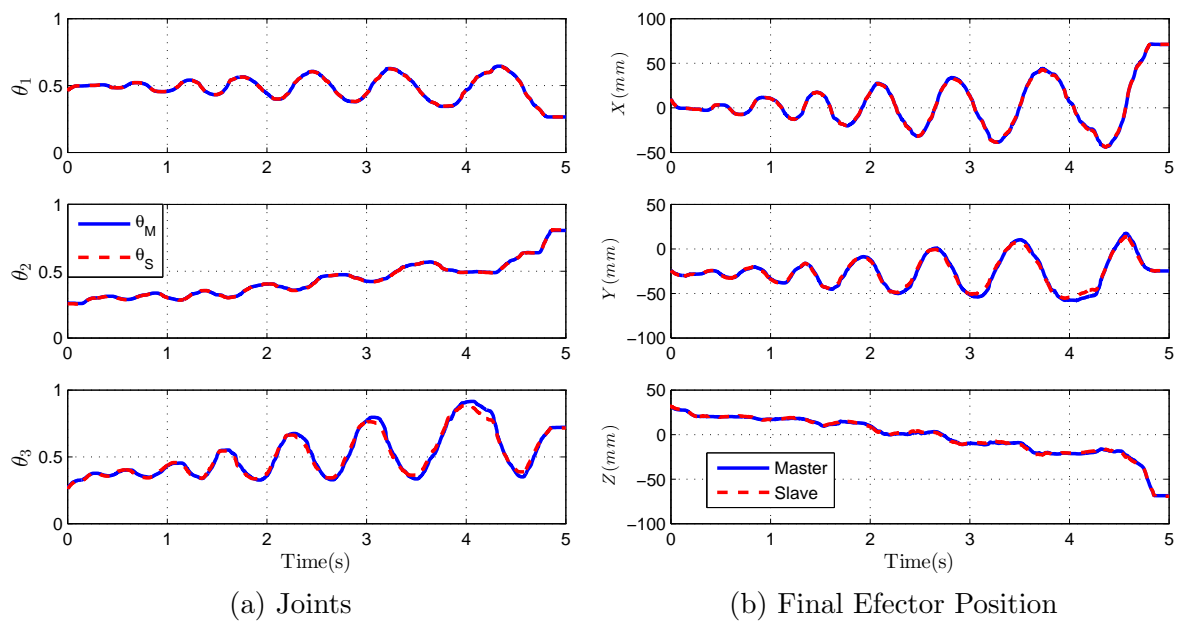 1
0.5
0
θ1
0 1 2 3 4 5
1
0.5
0
θ2
θM
θS
0 1 2 3 4 5
1
0.5
0
θ3
0 1 2 3 4 5
Time(s)
(a) Joints
100
50
0
−50
X(mm)
0 1 2 3 4 5
50
0
−50
−100
Y(mm)
0 1 2 3 4 5
50
0
−50
−100
Z(mm)
Master
Slave
0 1 2 3 4 5
Time(s)
(b) Final Efector Position